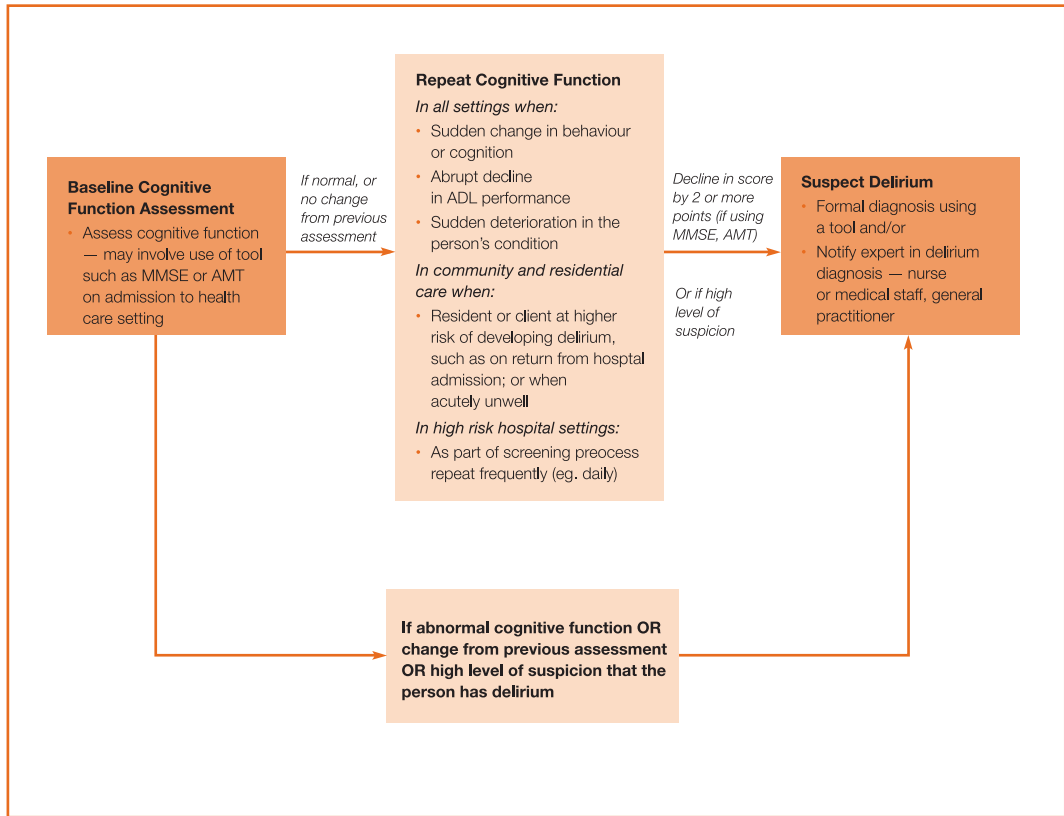 Baseline Cognitive
Function Assessment
• Assess cognitive function
— may involve use of tool
such as MMSE or AMT
on admission to health
care setting
If normal, or
no change
from previous
assessment
Repeat Cognitive Function
In all settings when:
• Sudden change in behaviour
or cognition
• Abrupt decline
in ADL performance
• Sudden deterioration in the
person's condition
In community and residential
care when:
• Resident or client at higher
risk of developing delirium,
such as on return from hosptal
admission; or when
acutely unwell
In high risk hospital settings:
• As part of screening preocess
repeat frequently (eg. daily)
Decline in score
by 2 or more
points (if using
MMSE, AMT)
Or if high
level of
suspicion
Suspect Delirium
• Formal diagnosis using
a tool and/or
• Notify expert in delirium
diagnosis — nurse
or medical staff, general
practitioner
If abnormal cognitive function OR
change from previous assessment
OR high level of suspicion that the
person has delirium